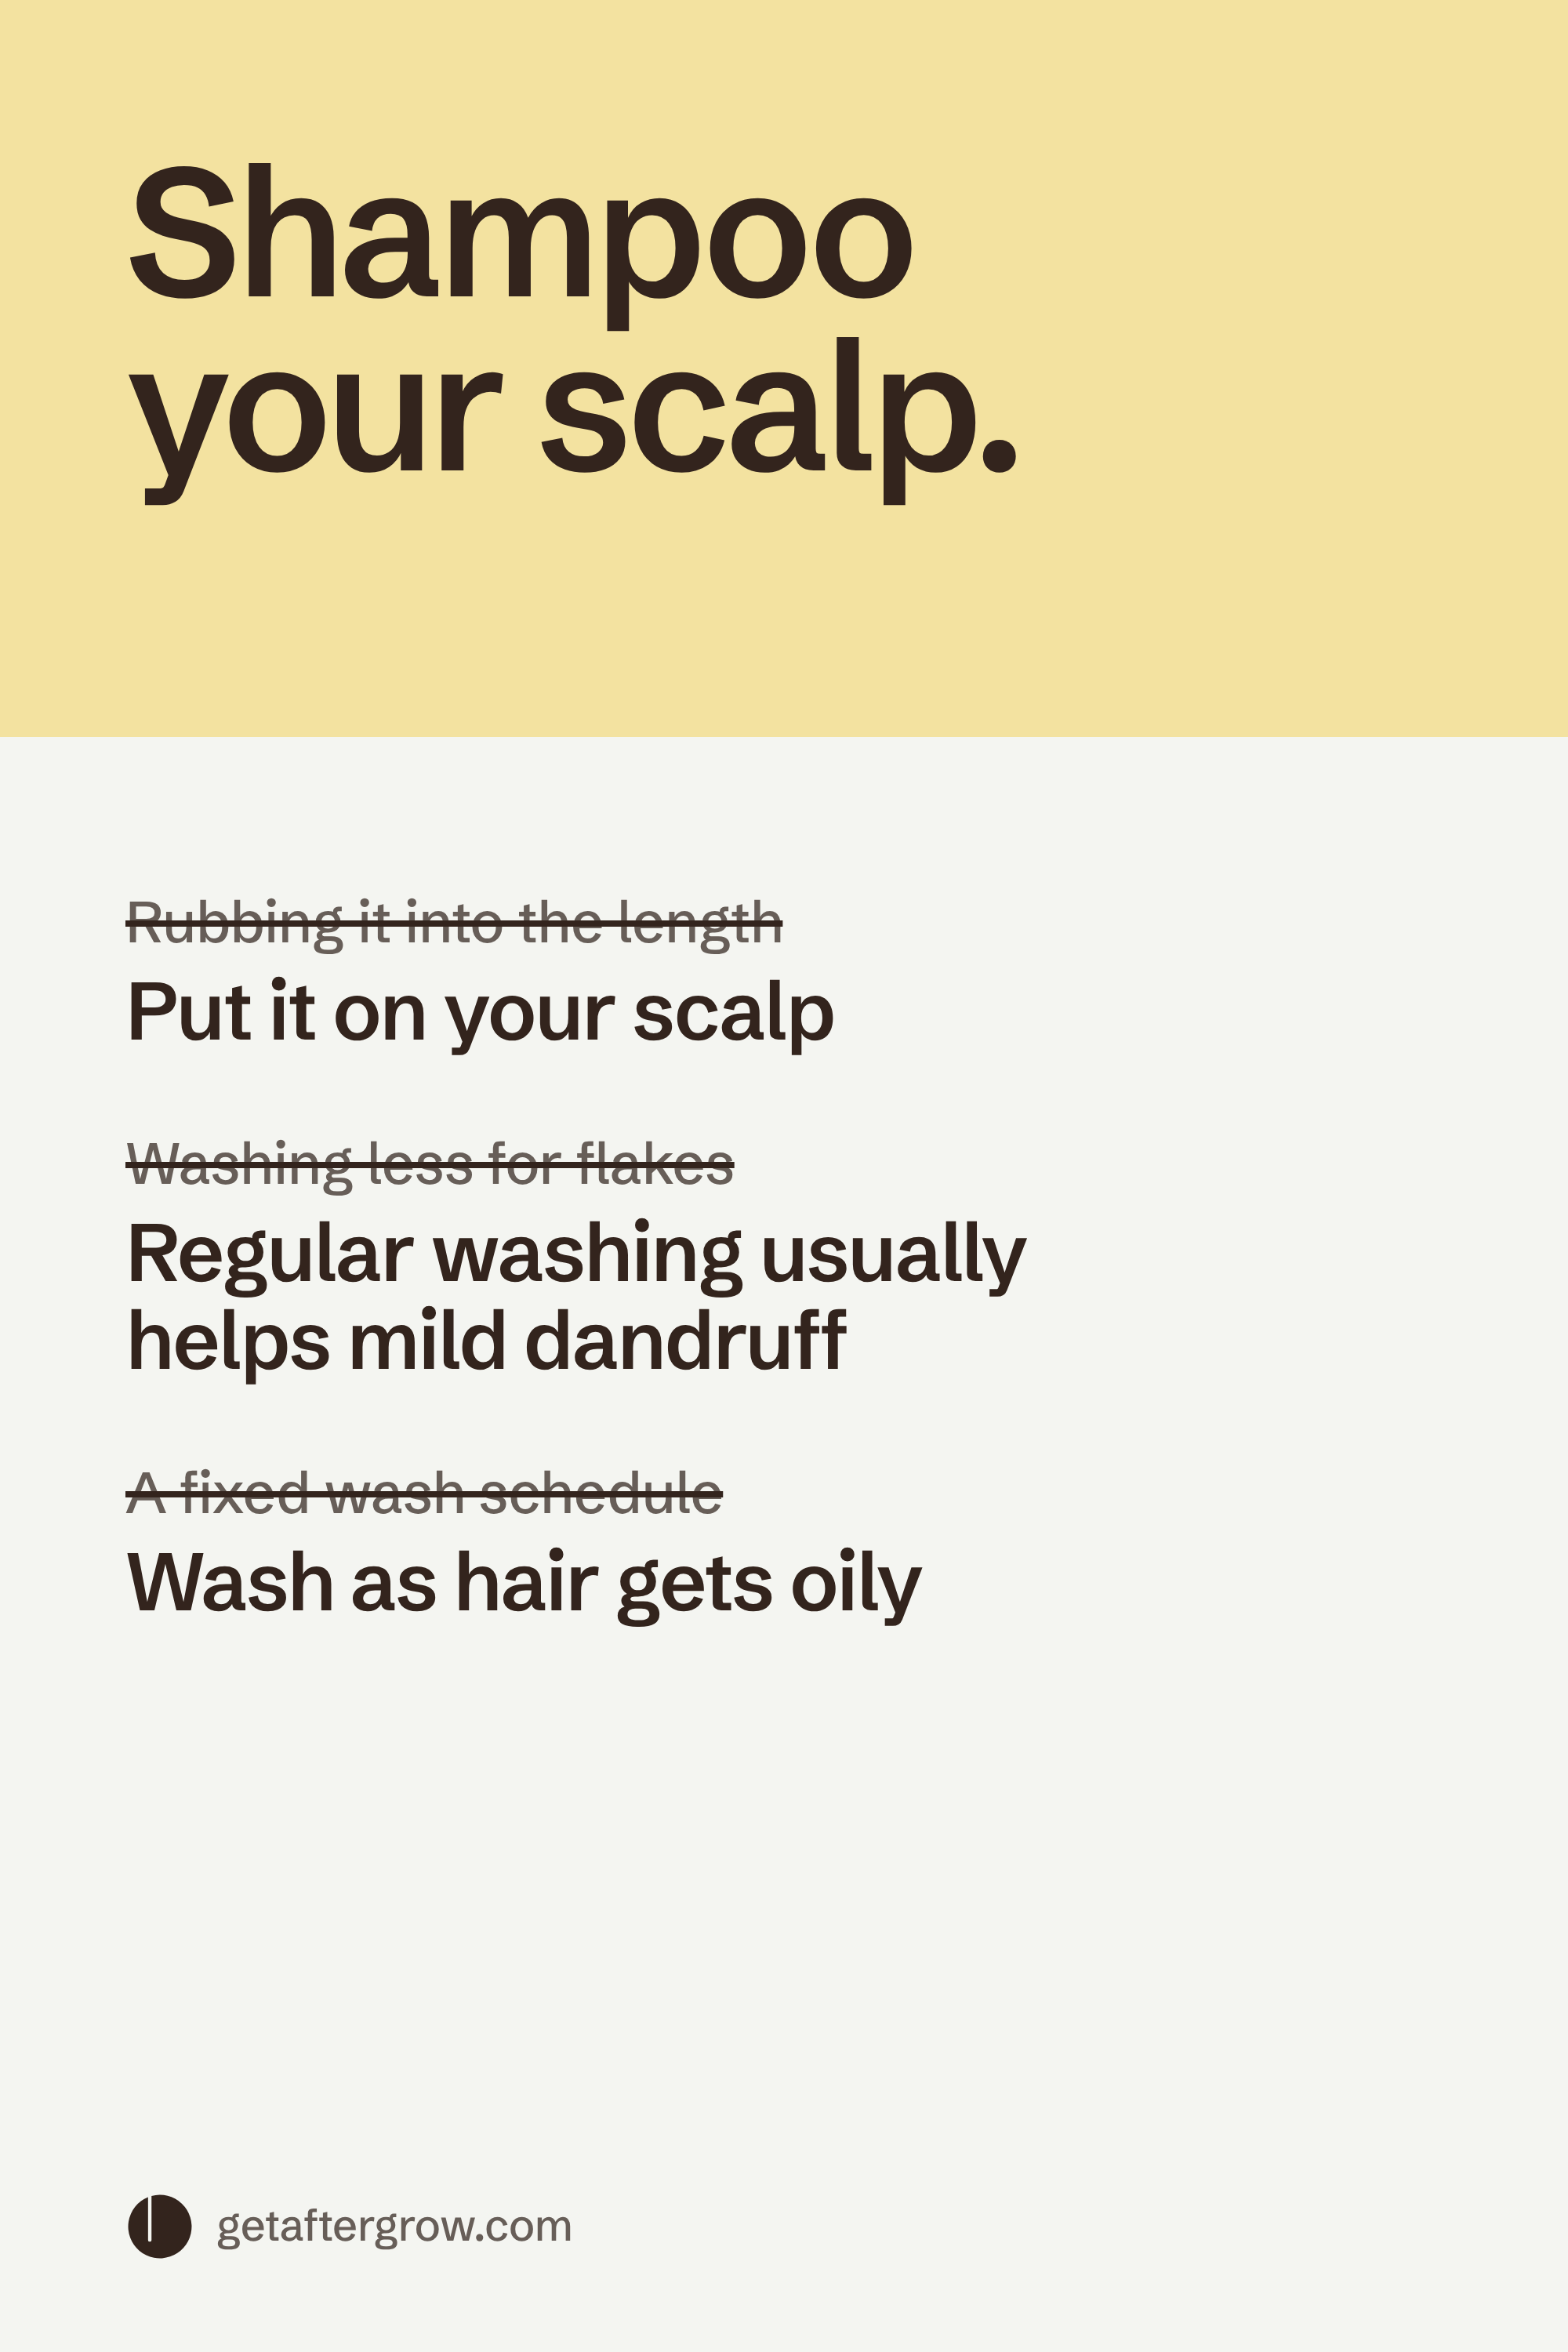 Shampoo
your scalp.
Rubbing it into the length
Put it on your scalp
Washing less for flakes
Regular washing usually
helps mild dandruff
A fixed wash schedule
Wash as hair gets oily
getaftergrow.com